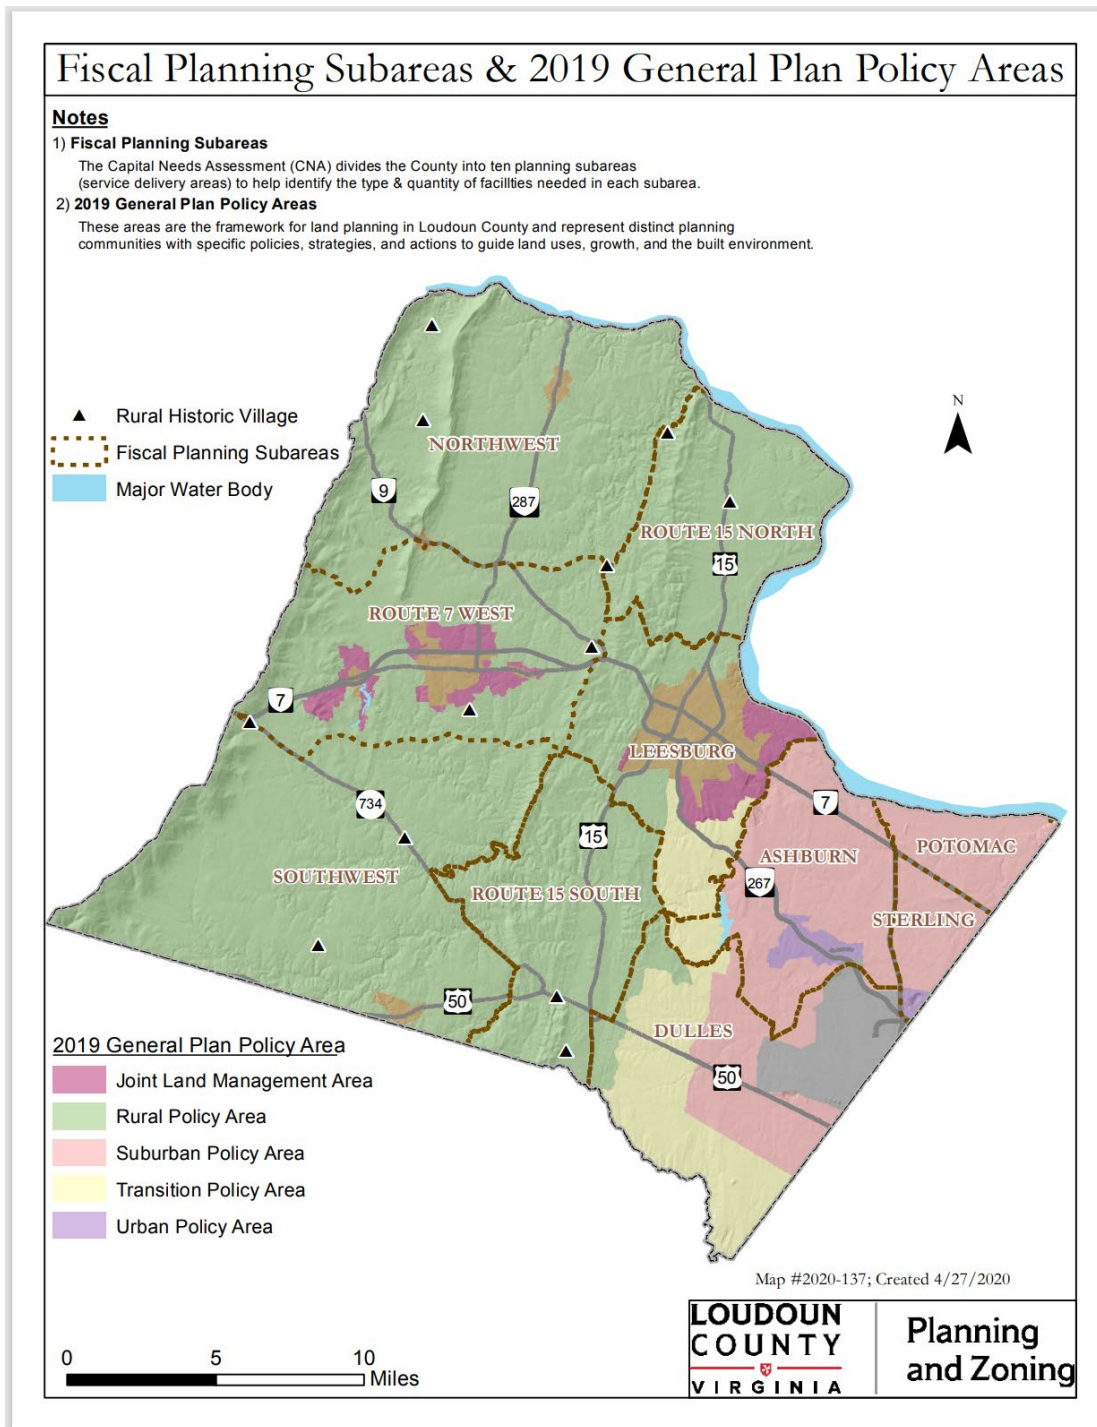 Fiscal Planning Subareas & 2019 General Plan Policy Areas
Notes
1) Fiscal Planning Subareas
The Capital Needs Assessment (CNA) divides the County into ten planning subareas
(service delivery areas) to help identify the type & quantity of facillties needed in each subarea.
2) 2019 General Plan Policy Areas
These areas are the framework for land planning in Loudoun County and represent distinct planning
communities with specific policies, strategies, and actions to guide land uses, growth, and the built environment.
Rural Historic Village
Fiscal Planning Subareas
Major Water Body
N
NORTHWEST
9
287
ROUTE 15 NORTH
15
ROUTE 7 WEST
7
LEESBURG
734
15
7
ASHBURN
POTOMAC
SOUTHWEST
ROUTE 15 SOUTH
267
STERLING
50
DULLES
50
2019 General Plan Policy Area
Joint Land Management Area
Rural Policy Area
Suburban Policy Area
Transition Policy Area
Urban Policy Area
Map #2020-137; Created 4/27/2020
0 5 10
Miles
LOUDOUN
COUNTY
VIRGINIA
Planning
and Zoning